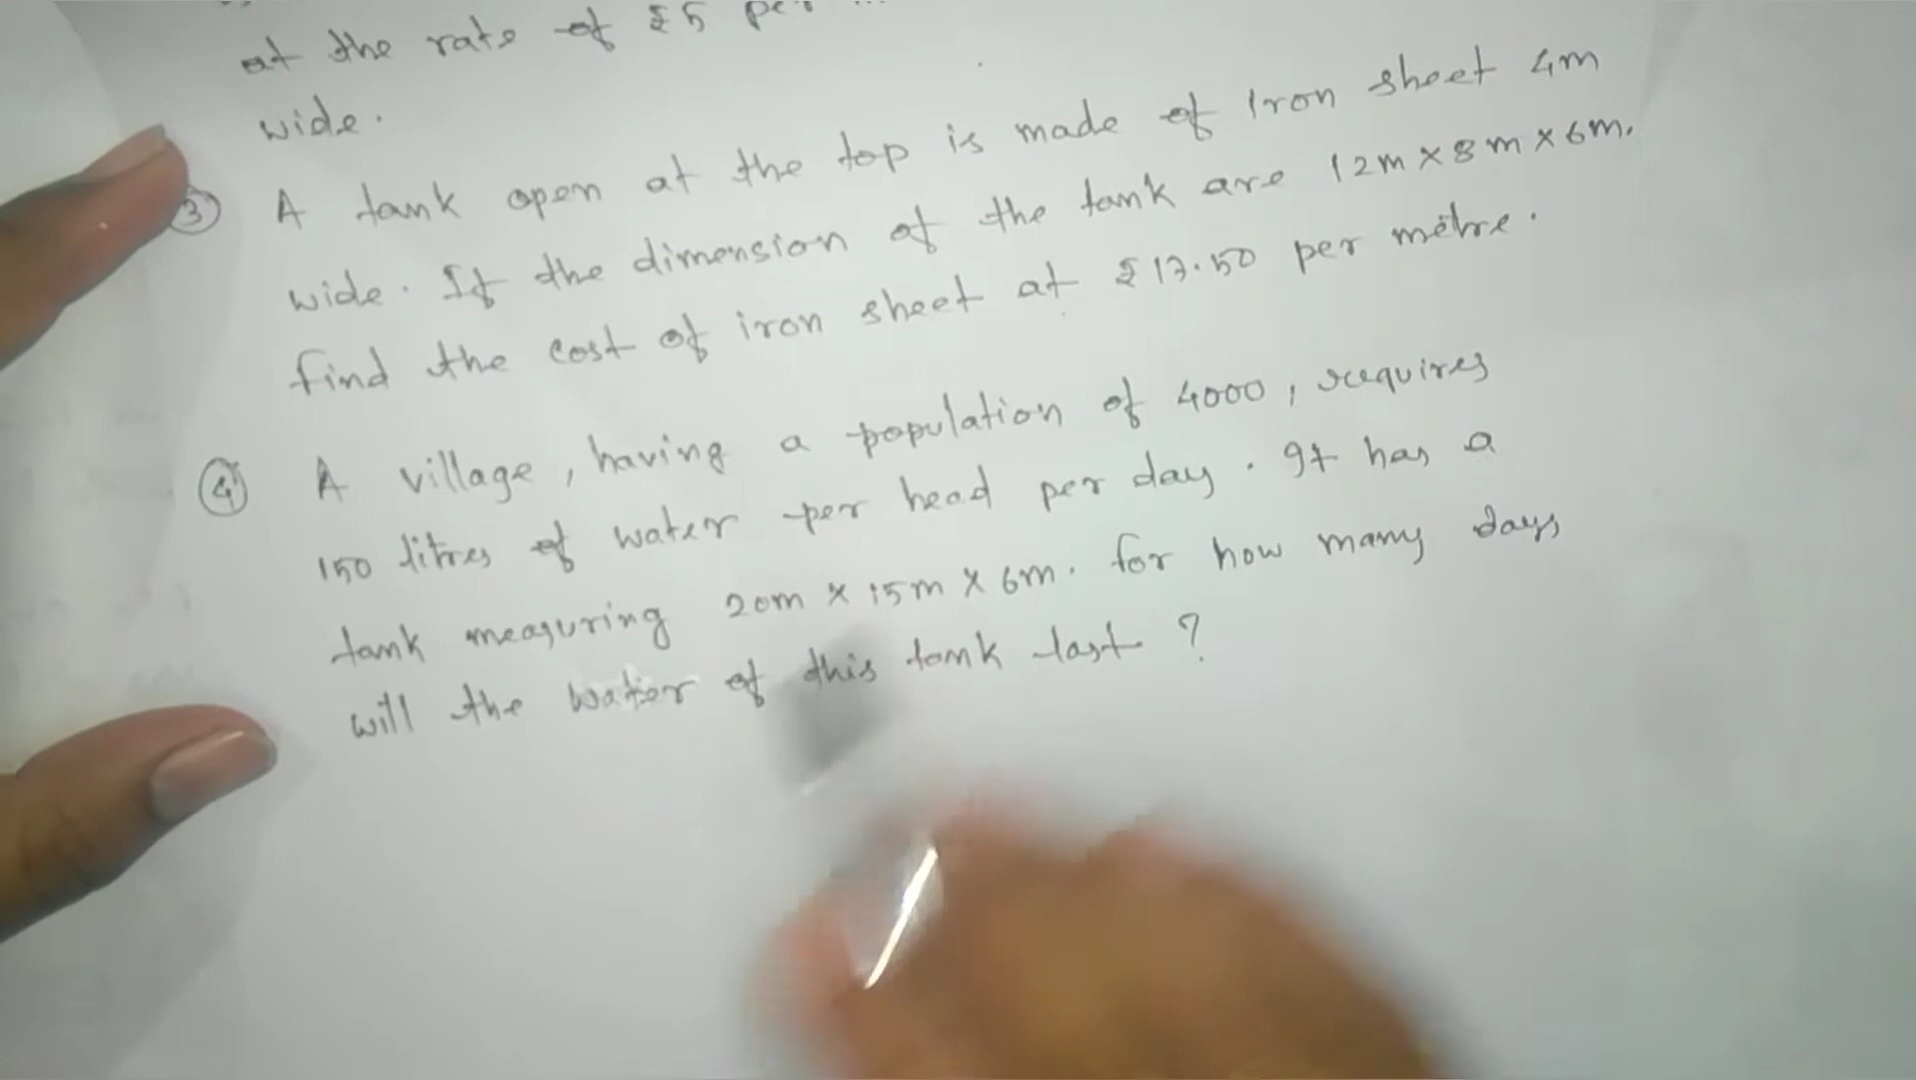 at the rate of ₹5 per
wide.
③ A tank open at the top is made of Iron sheet 4m
wide. If the dimension of the tank are 12m × 8m × 6m.
find the cost of iron sheet at ₹17.50 per metre.
④ A village, having a population of 4000, requires
150 litres of water per head per day. It has a
tank measuring 20m × 15m × 6m. for how many days
will the water of this tank last ?